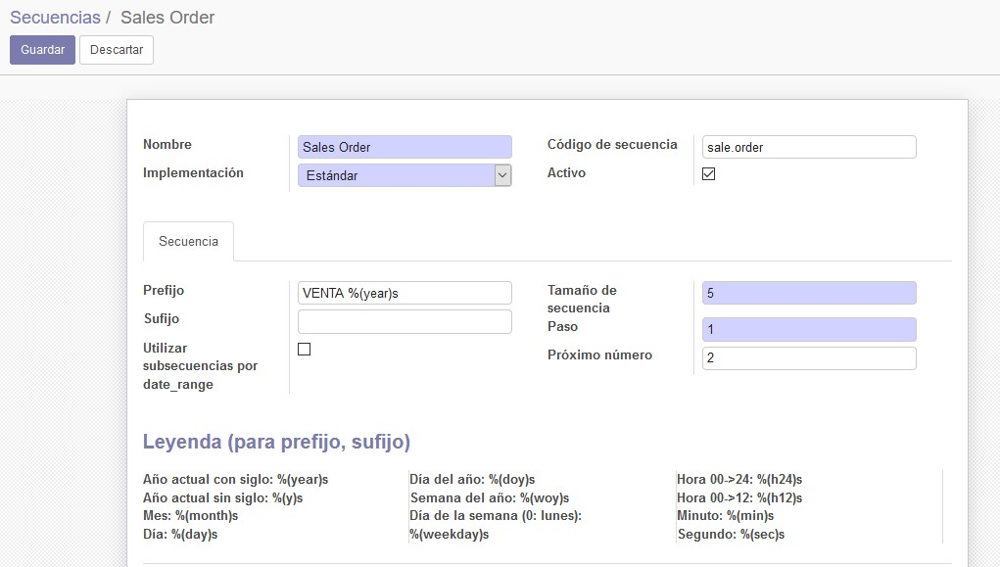 Secuencias / Sales Order
Guardar Descartar
Nombre Sales Order Código de secuencia sale.order
Implementación Estándar Activo
Secuencia
Prefijo VENTA %(year)s Tamaño de secuencia 5
Sufijo Paso 1
Utilizar subsecuencias por date_range Próximo número 2
Leyenda (para prefijo, sufijo)
Año actual con siglo: %(year)s Día del año: %(doy)s Hora 00->24: %(h24)s
Año actual sin siglo: %(y)s Semana del año: %(woy)s Hora 00->12: %(h12)s
Mes: %(month)s Día de la semana (0: lunes): Minuto: %(min)s
Día: %(day)s %(weekday)s Segundo: %(sec)s